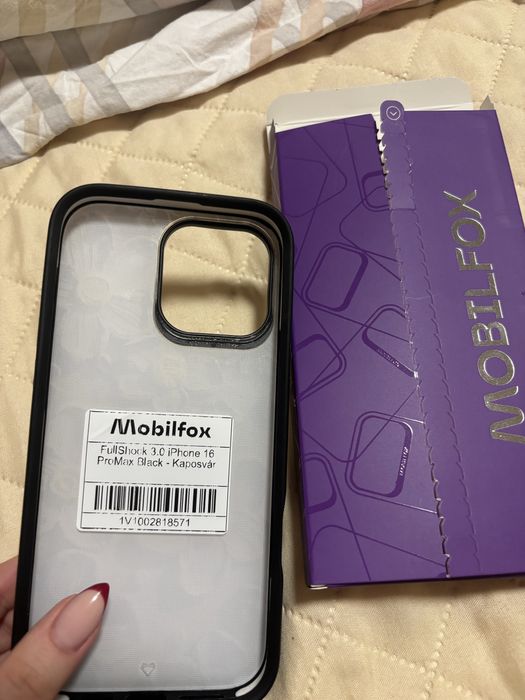 Mobilfox
FullShock 3.0 iPhone 16
ProMax Black - Kaposvár
1V1002818571
MOBILFOX